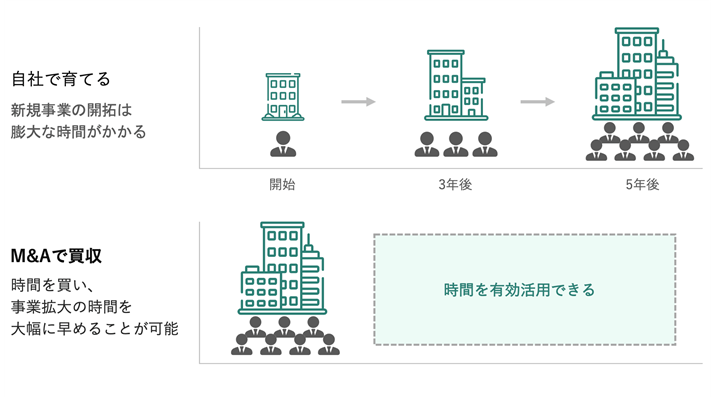 自社で育てる
新規事業の開拓は
膨大な時間がかかる
開始
3年後
5年後
M&Aで買収
時間を買い、
事業拡大の時間を
大幅に早めることが可能
時間を有効活用できる